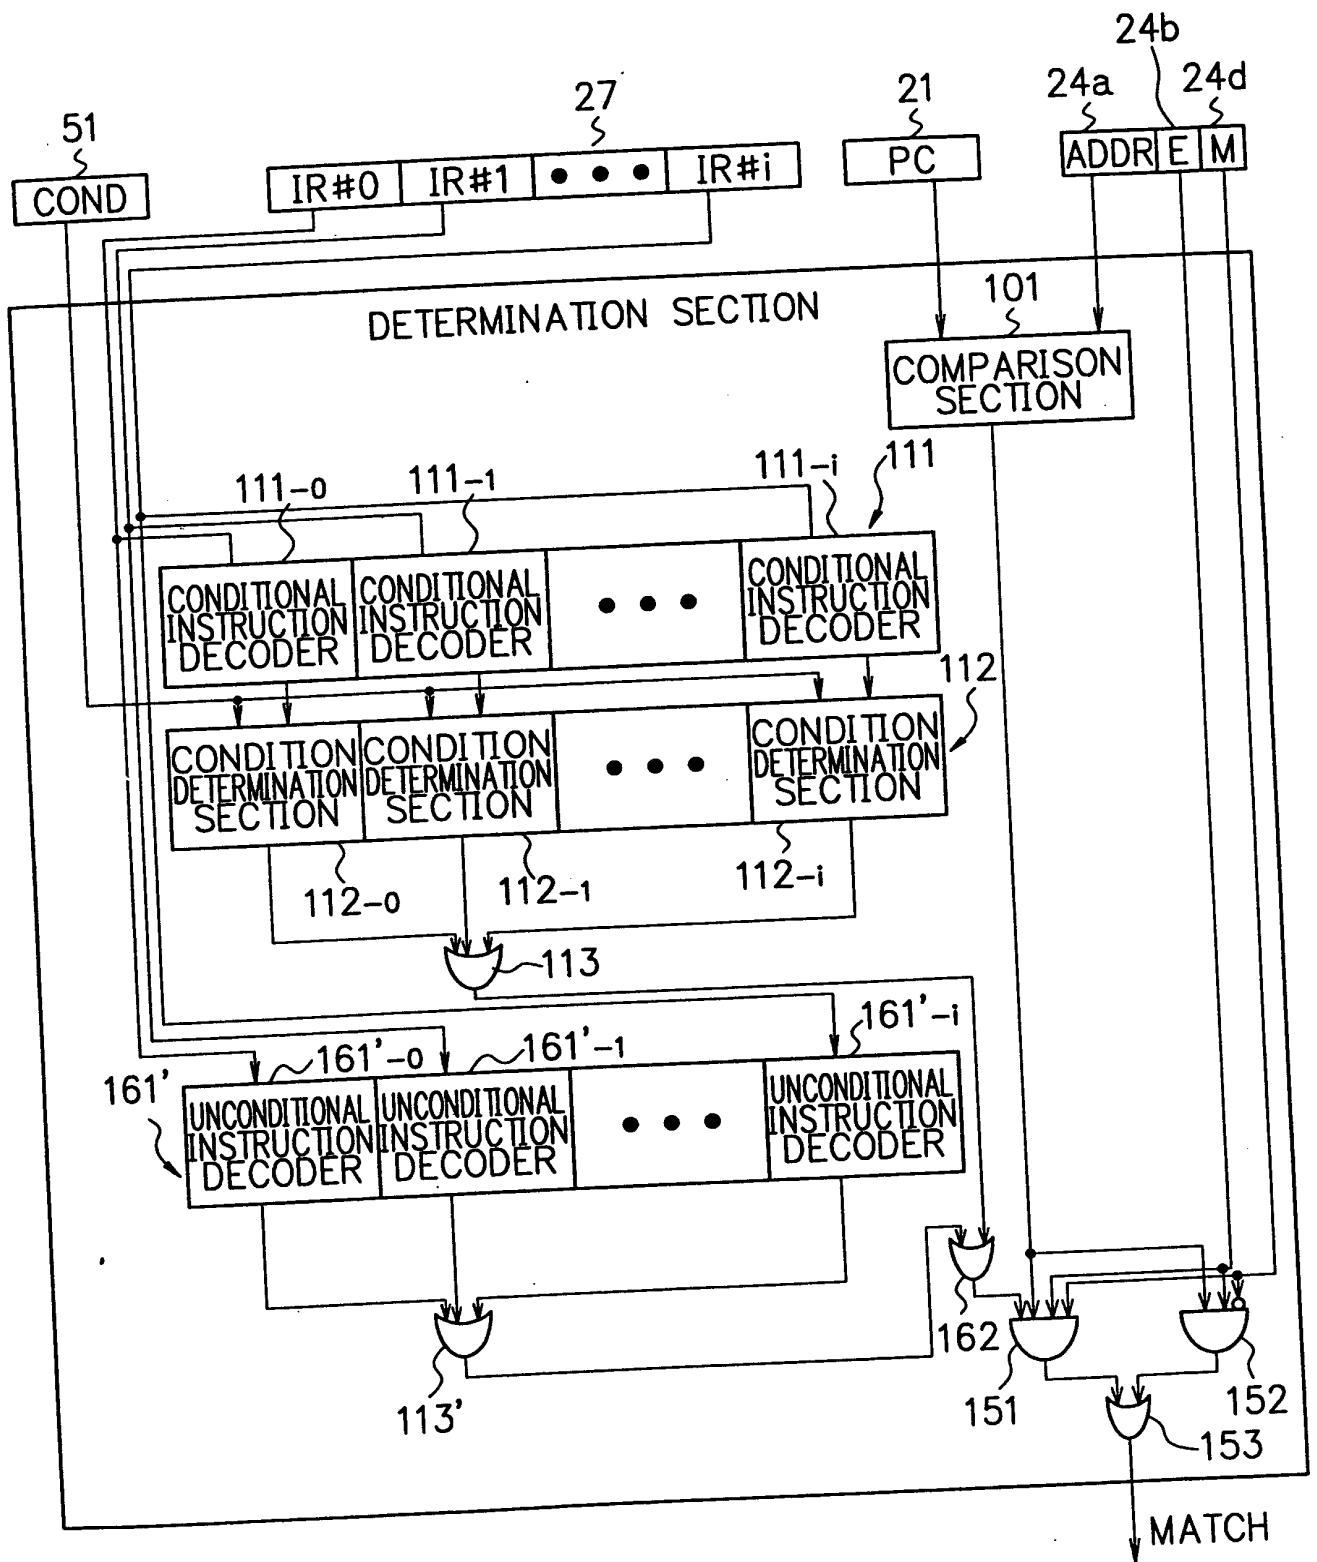 24b
27
21
24a
24d
51
COND
IR#0 IR#1 ● ● ● IR#i
PC
ADDR E M
DETERMINATION SECTION
101
COMPARISON
SECTION
111-0
111-1
111-i
111
CONDITIONAL
INSTRUCTION
DECODER
CONDITIONAL
INSTRUCTION
DECODER
● ● ●
CONDITIONAL
INSTRUCTION
DECODER
112
CONDITION
DETERMINATION
SECTION
CONDITION
DETERMINATION
SECTION
● ● ●
CONDITION
DETERMINATION
SECTION
112-0
112-1
112-i
113
161'
161'-0
161'-1
161'-i
UNCONDITIONAL
INSTRUCTION
DECODER
UNCONDITIONAL
INSTRUCTION
DECODER
● ● ●
UNCONDITIONAL
INSTRUCTION
DECODER
113'
162
151
152
153
MATCH